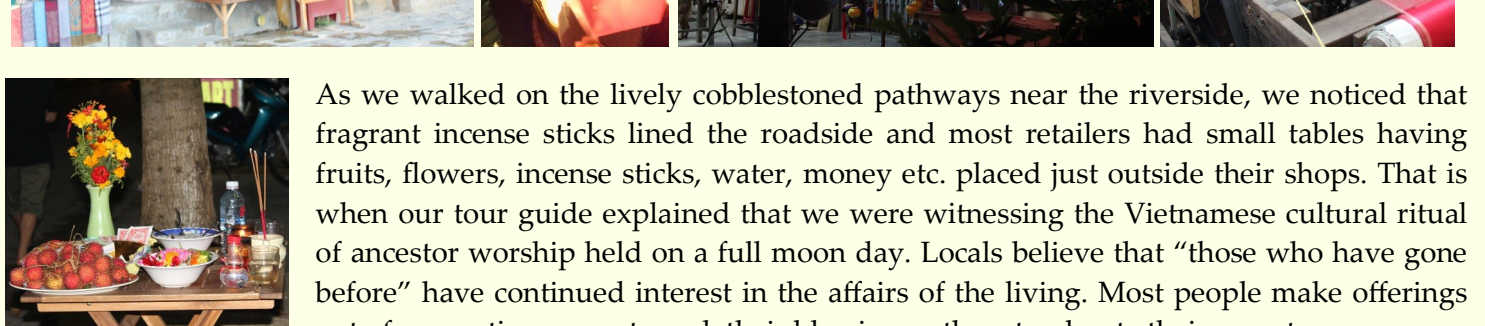 As we walked on the lively cobblestoned pathways near the riverside, we noticed that
fragrant incense sticks lined the roadside and most retailers had small tables having
fruits, flowers, incense sticks, water, money etc. placed just outside their shops. That is
when our tour guide explained that we were witnessing the Vietnamese cultural ritual
of ancestor worship held on a full moon day. Locals believe that “those who have gone
before” have continued interest in the affairs of the living. Most people make offerings